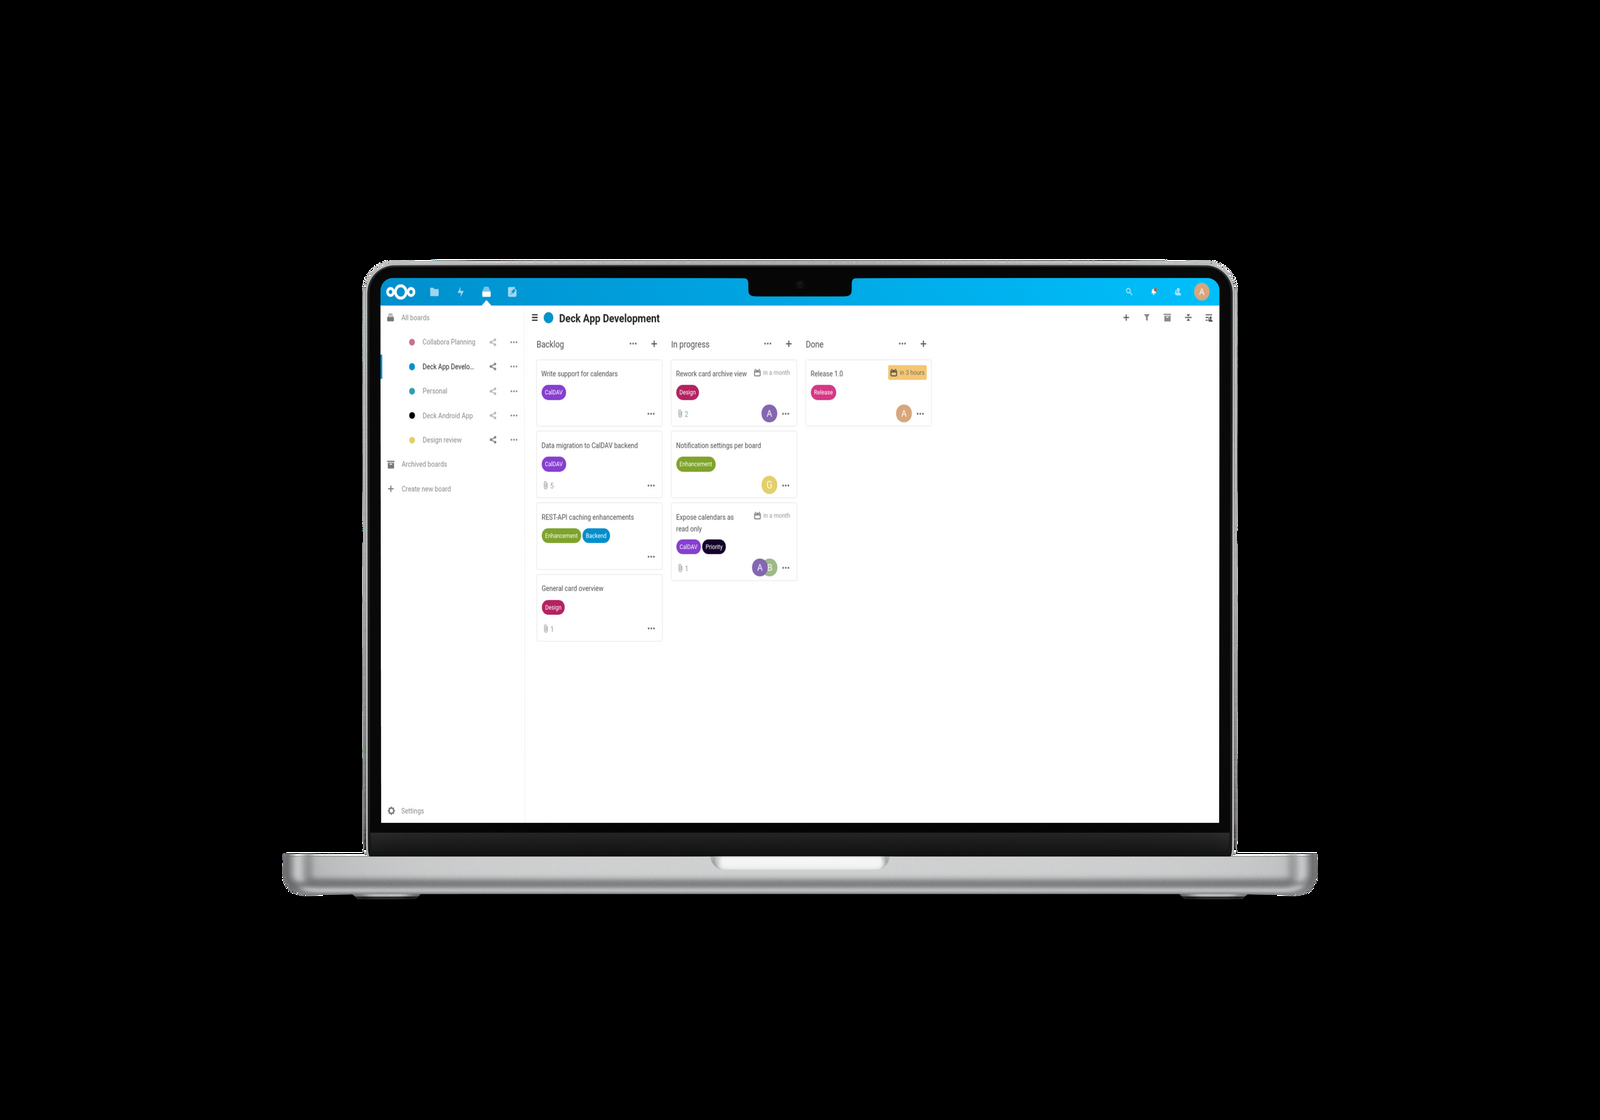 A
All boards
Collabora Planning
Deck App Develo...
Personal
Deck Android App
Design review
Archived boards
Create new board
Settings
Deck App Development
Backlog
Write support for calendars
CalDAV
Data migration to CalDAV backend
CalDAV
5
REST-API caching enhancements
Enhancement Backend
General card overview
Design
1
In progress
Rework card archive view in a month
Design
2 A
Notification settings per board
Enhancement
G
Expose calendars as in a month
read only
CalDAV Priority
1 A B
Done
Release 1.0 in 3 hours
Release
A